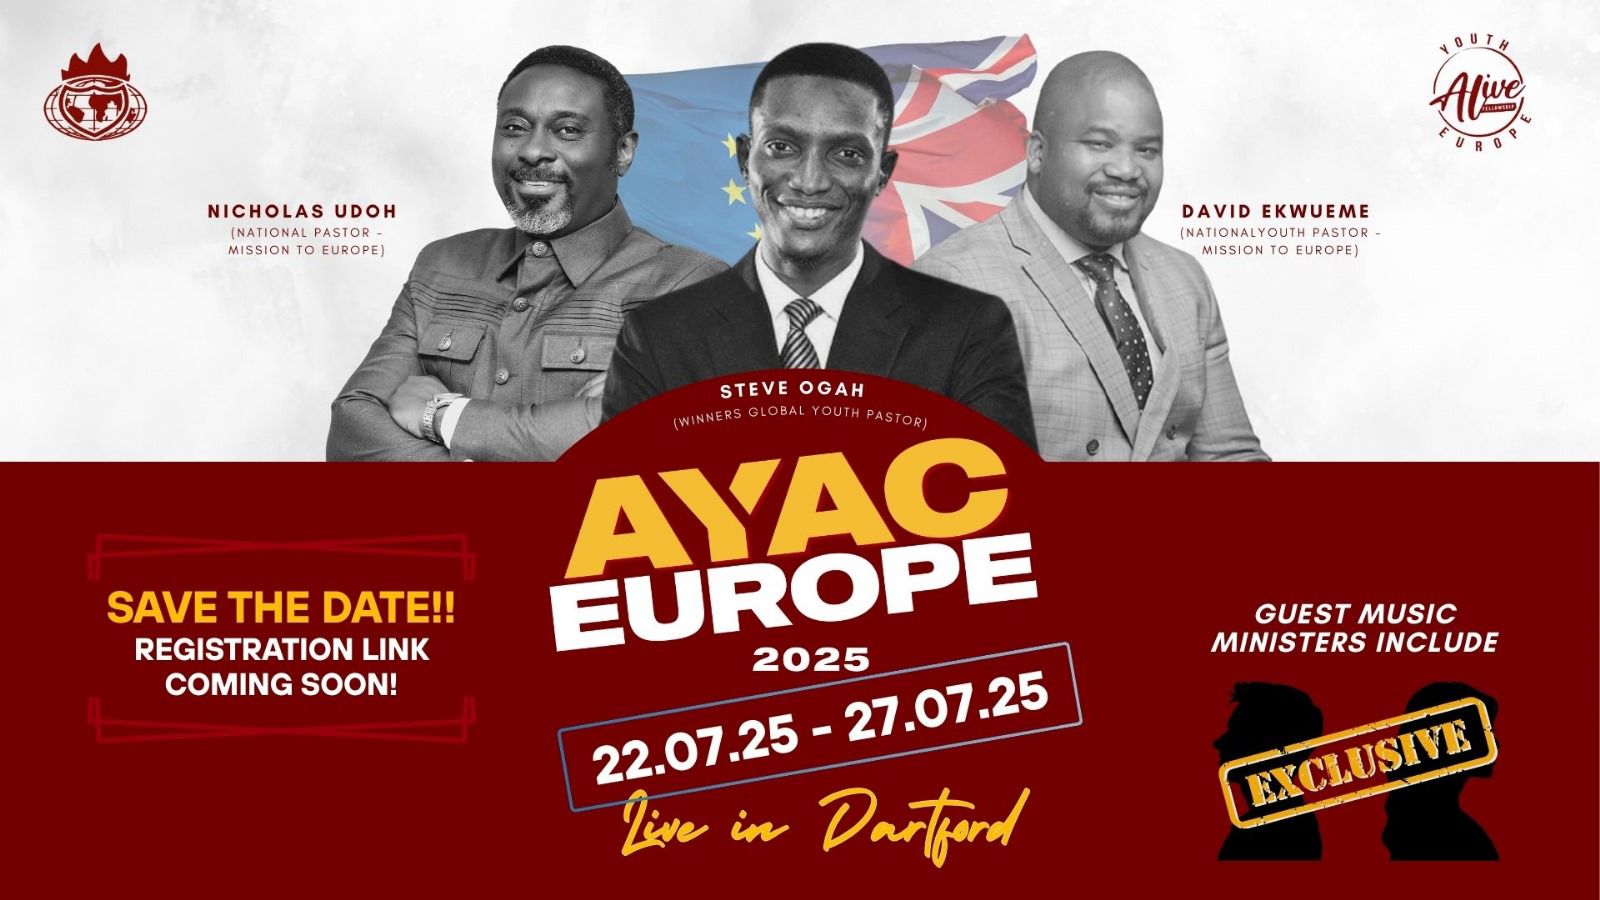 YOUTH
Alive
FELLOWSHIP
EUROPE
NICHOLAS UDOH
(NATIONAL PASTOR -
MISSION TO EUROPE)
DAVID EKWUEME
(NATIONALYOUTH PASTOR -
MISSION TO EUROPE)
STEVE OGAH
(WINNERS GLOBAL YOUTH PASTOR)
AYAC
EUROPE
2025
22.07.25 - 27.07.25
Live in Dartford
SAVE THE DATE!!
REGISTRATION LINK
COMING SOON!
GUEST MUSIC
MINISTERS INCLUDE
EXCLUSIVE